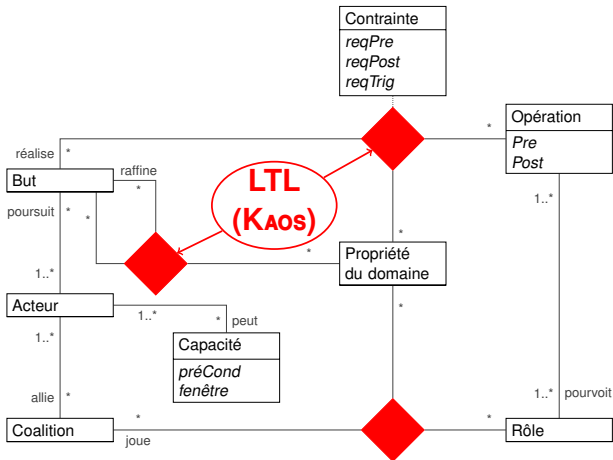 Contrainte
reqPre
reqPost
reqTrig
Opération
Pre
Post
*
*
réalise
*
raffine
*
LTL
(KAOS)
But
poursuit
*
*
1..*
*
*
Propriété
du domaine
1..*
Acteur
1..*
*
peut
1..*
*
Capacité
préCond
fenêtre
allie
*
1..*
pourvoit
Coalition
*
joue
*
Rôle